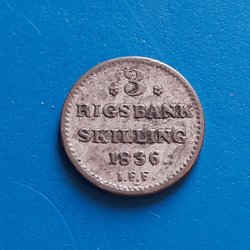 3
RIGSBANK
SKILLING
1836
I.F.F.